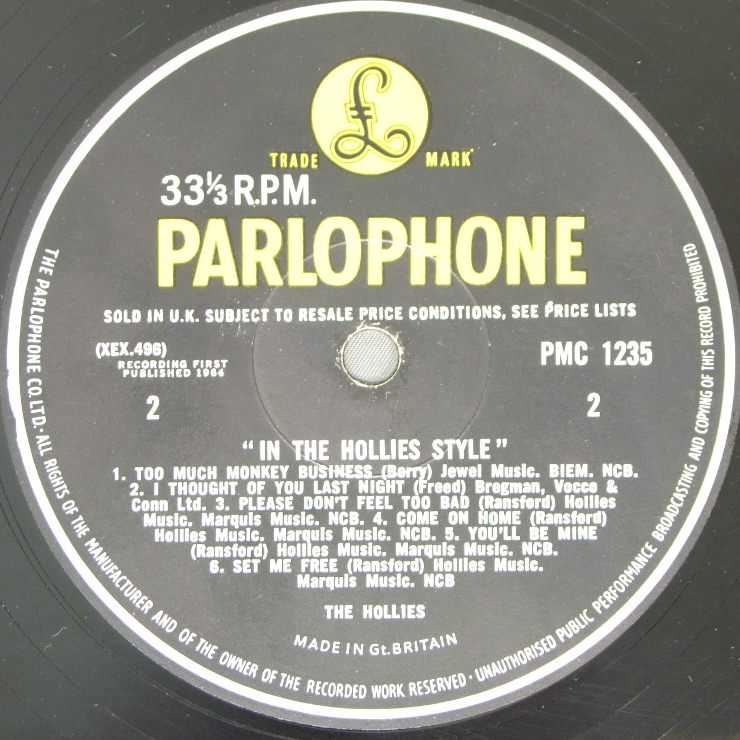 £
TRADE MARK
33⅓ R.P.M.
PARLOPHONE
SOLD IN U.K. SUBJECT TO RESALE PRICE CONDITIONS, SEE PRICE LISTS
(XEX.496)
RECORDING FIRST
PUBLISHED 1964
PMC 1235
2
2
"IN THE HOLLIES STYLE"
1. TOO MUCH MONKEY BUSINESS (Berry) Jewel Music. BIEM. NCB.
2. I THOUGHT OF YOU LAST NIGHT (Freed) Bregman, Vocco &
Conn Ltd. 3. PLEASE DON'T FEEL TOO BAD (Ransford) Hollies
Music. Marquis Music. NCB. 4. COME ON HOME (Ransford)
Hollies Music. Marquis Music. NCB. 5. YOU'LL BE MINE
(Ransford) Hollies Music. Marquis Music. NCB.
6. SET ME FREE (Ransford) Hollies Music.
Marquis Music. NCB
THE HOLLIES
MADE IN Gt. BRITAIN
THE PARLOPHONE CO. LTD. · ALL RIGHTS OF THE MANUFACTURER AND OF THE OWNER OF THE RECORDED WORK RESERVED · UNAUTHORISED PUBLIC PERFORMANCE BROADCASTING AND COPYING OF THIS RECORD PROHIBITED